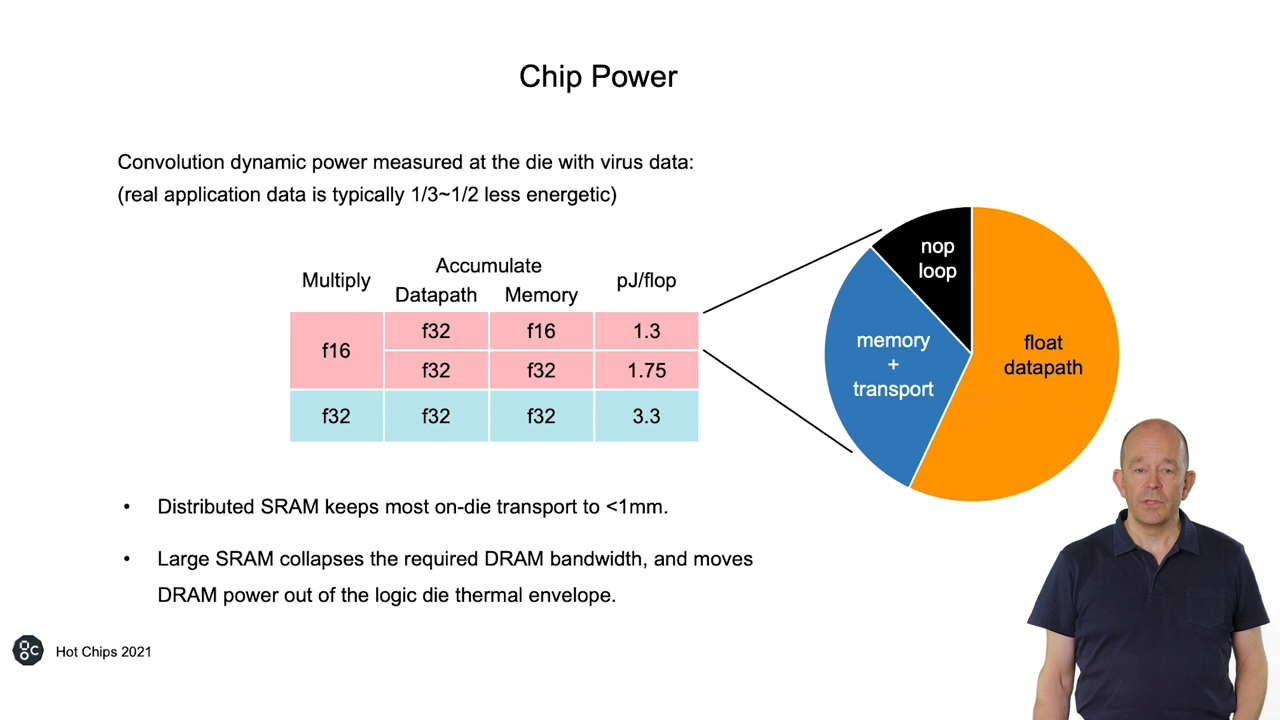 Chip Power
Convolution dynamic power measured at the die with virus data:
(real application data is typically 1/3~1/2 less energetic)
Multiply
Accumulate
Datapath Memory
pJ/flop
f16
f32 f16 1.3
f32 f32 1.75
f32 f32 f32 3.3
nop
loop
memory
+
transport
float
datapath
• Distributed SRAM keeps most on-die transport to <1mm.
• Large SRAM collapses the required DRAM bandwidth, and moves
DRAM power out of the logic die thermal envelope.
gc
Hot Chips 2021